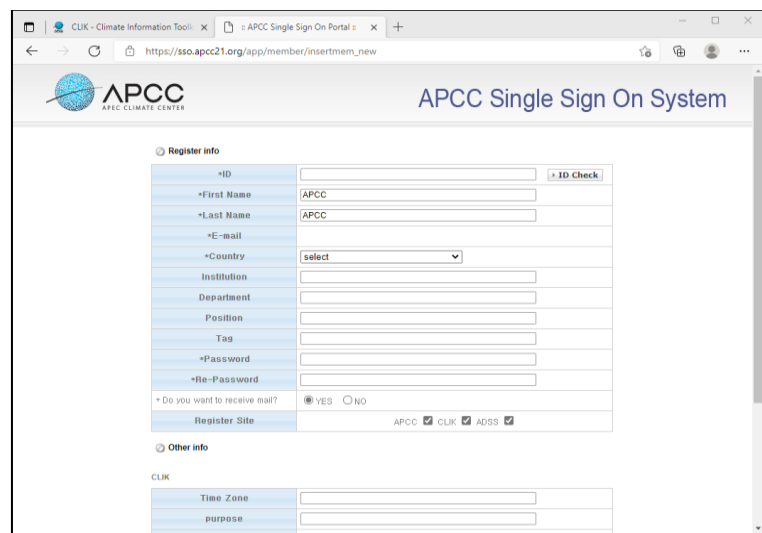 CLIK - Climate Information Toolk
:: APCC Single Sign On Portal ::
https://sso.apcc21.org/app/member/insertmem_new
APCC
APEC CLIMATE CENTER
APCC Single Sign On System
Register info
*ID
ID Check
*First Name APCC
*Last Name APCC
*E-mail
*Country select
Institution
Department
Position
Tag
*Password
*Re-Password
* Do you want to receive mail? YES NO
Register Site APCC CLIK ADSS
Other info
CLIK
Time Zone
purpose